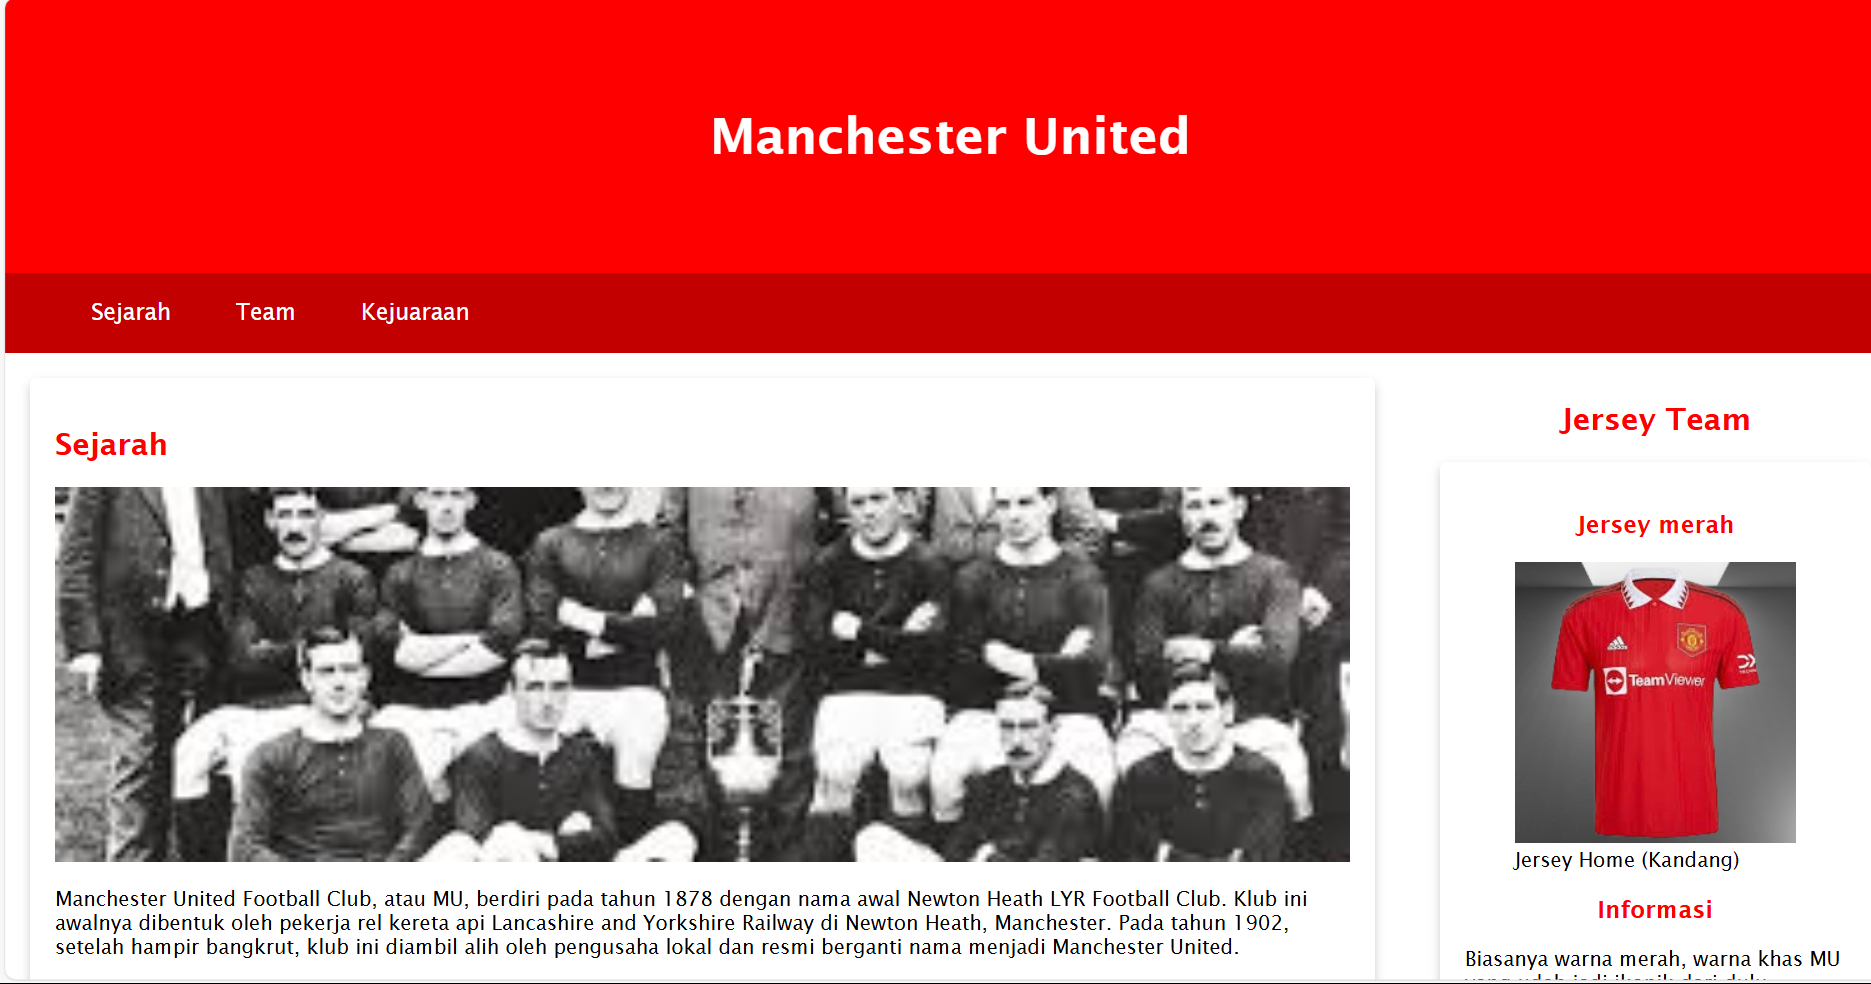 Manchester United
Sejarah
Team
Kejuaraan
Sejarah
Manchester United Football Club, atau MU, berdiri pada tahun 1878 dengan nama awal Newton Heath LYR Football Club. Klub ini
awalnya dibentuk oleh pekerja rel kereta api Lancashire and Yorkshire Railway di Newton Heath, Manchester. Pada tahun 1902,
setelah hampir bangkrut, klub ini diambil alih oleh pengusaha lokal dan resmi berganti nama menjadi Manchester United.
Jersey Team
Jersey merah
adidas
TeamViewer
Jersey Home (Kandang)
Informasi
Biasanya warna merah, warna khas MU